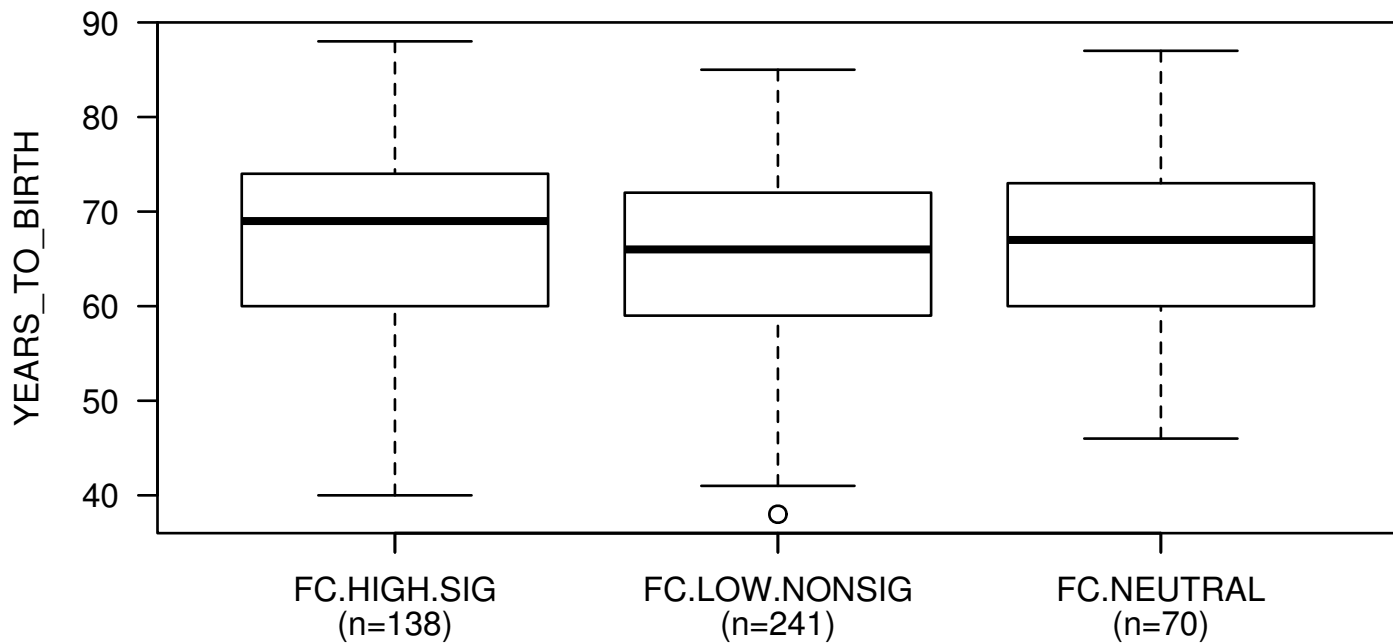 YEARS_TO_BIRTH
90
80
70
60
50
40
FC.HIGH.SIG
(n=138)
FC.LOW.NONSIG
(n=241)
FC.NEUTRAL
(n=70)